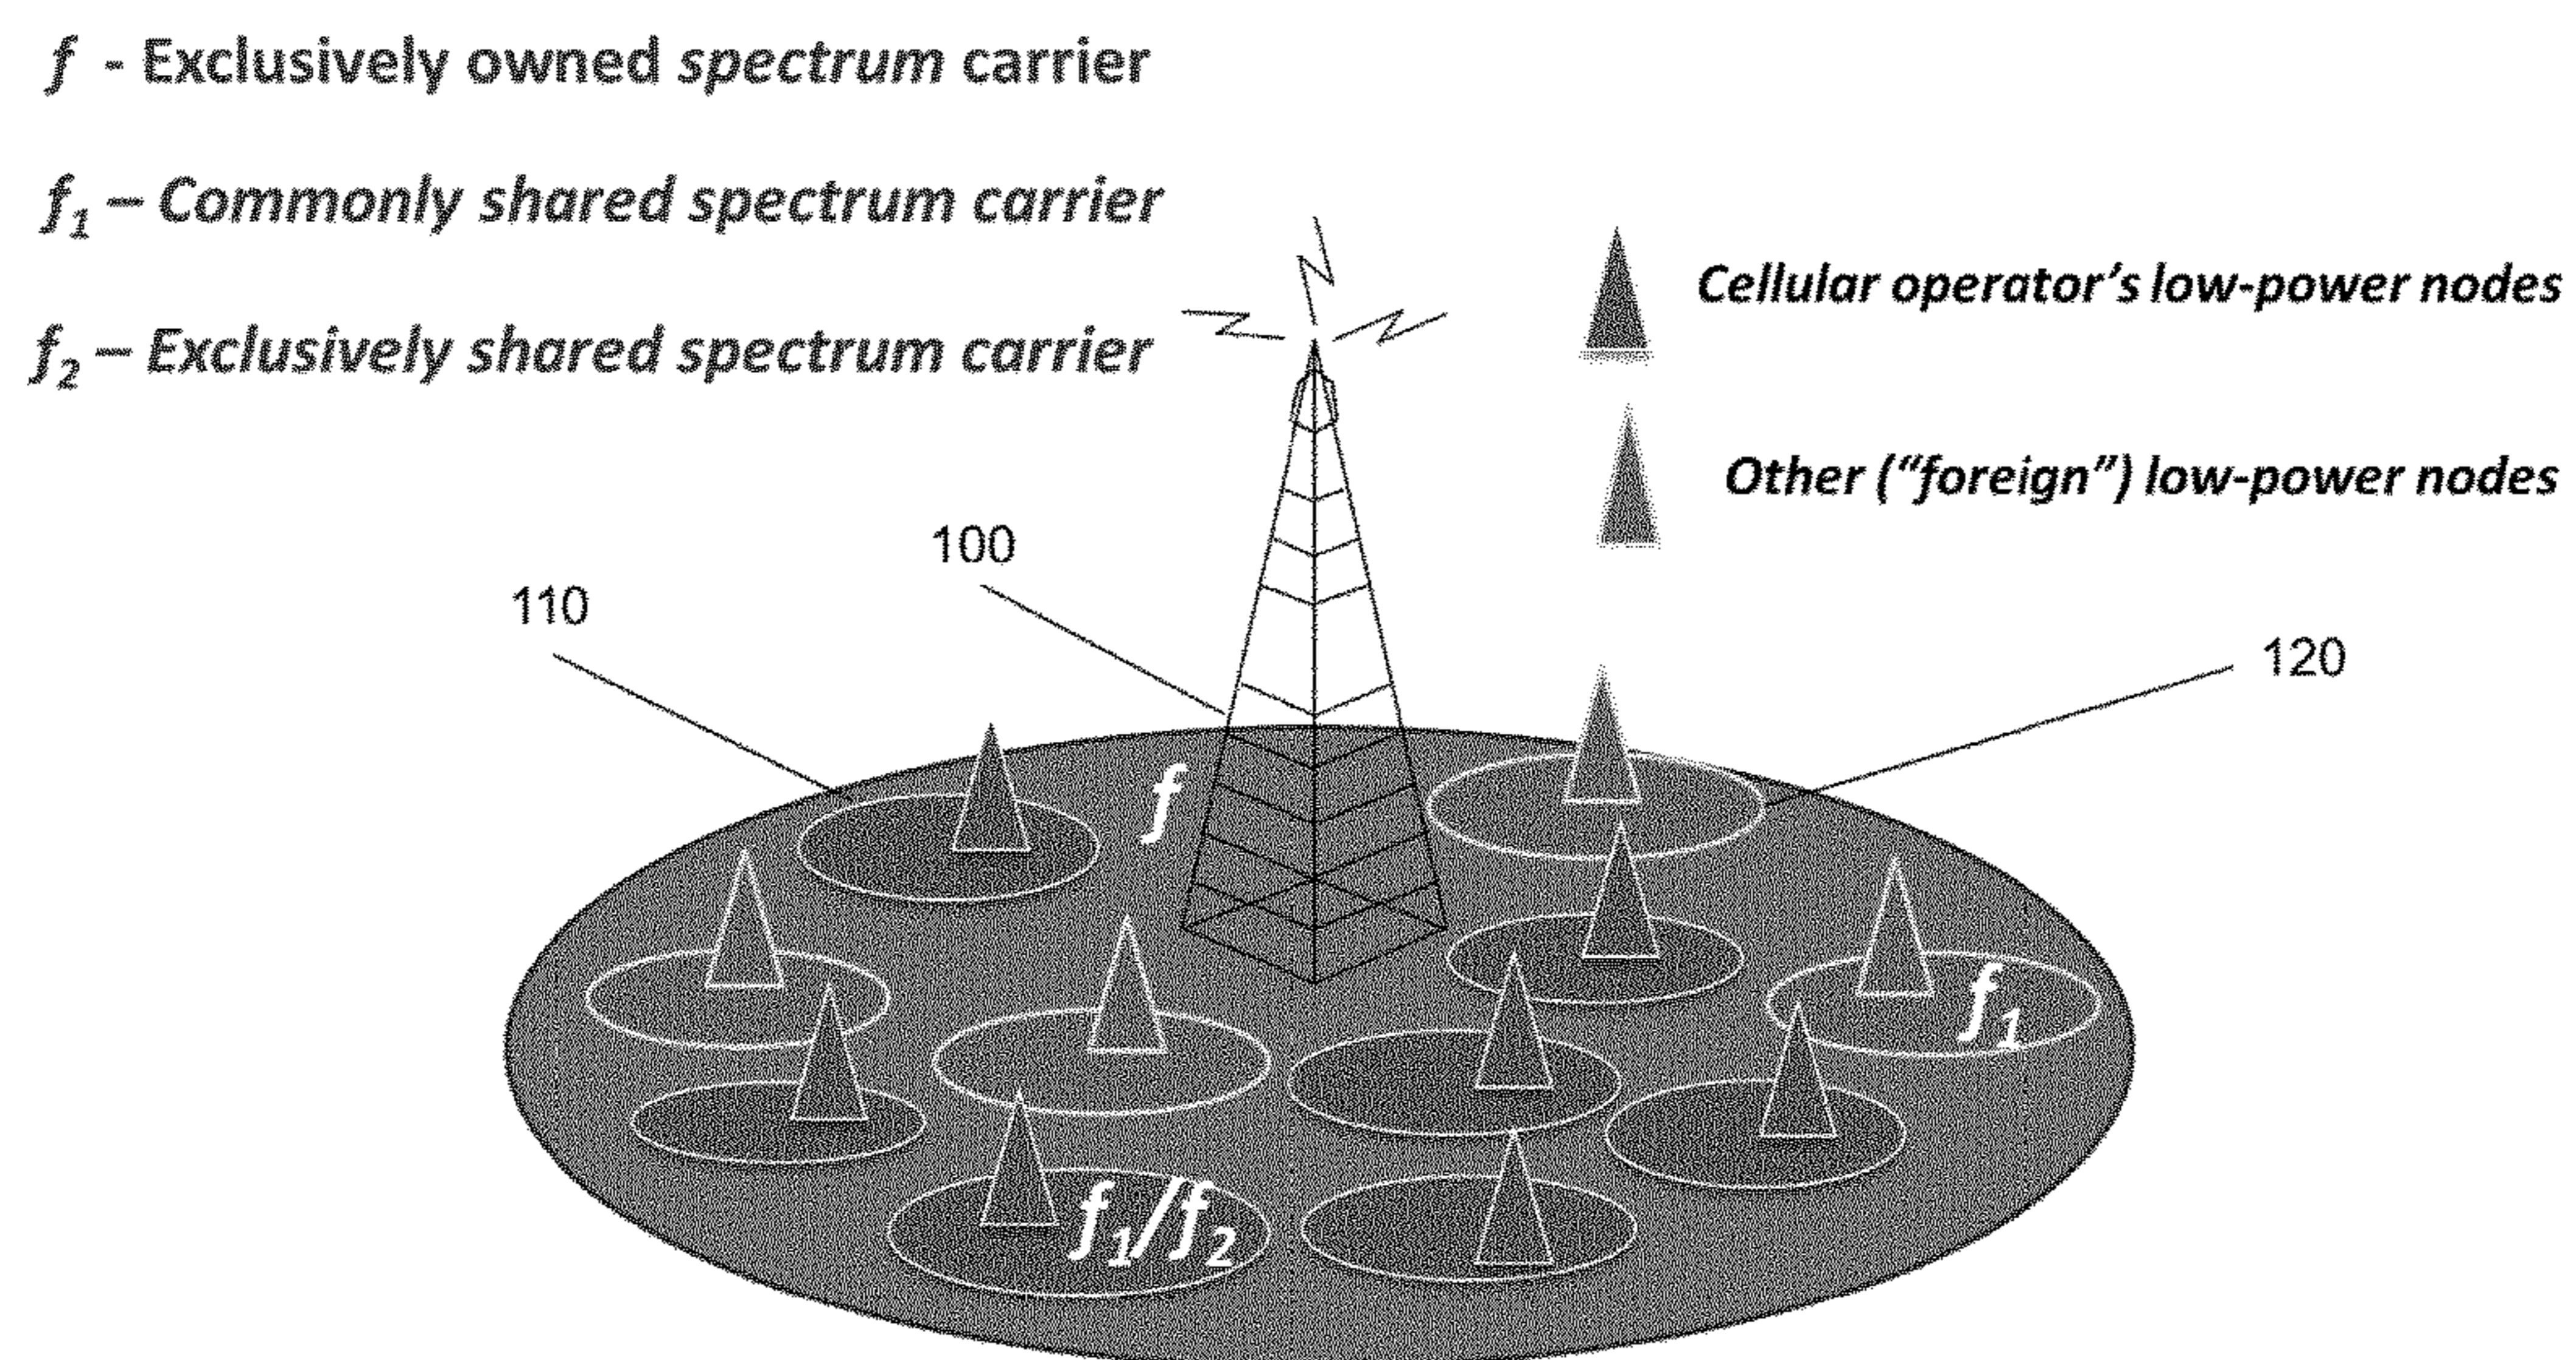 f - Exclusively owned spectrum carrier
f₁ – Commonly shared spectrum carrier
f₂ – Exclusively shared spectrum carrier
Cellular operator's low-power nodes
Other (“foreign”) low-power nodes
100
110
120
f
f₁
f₁/f₂